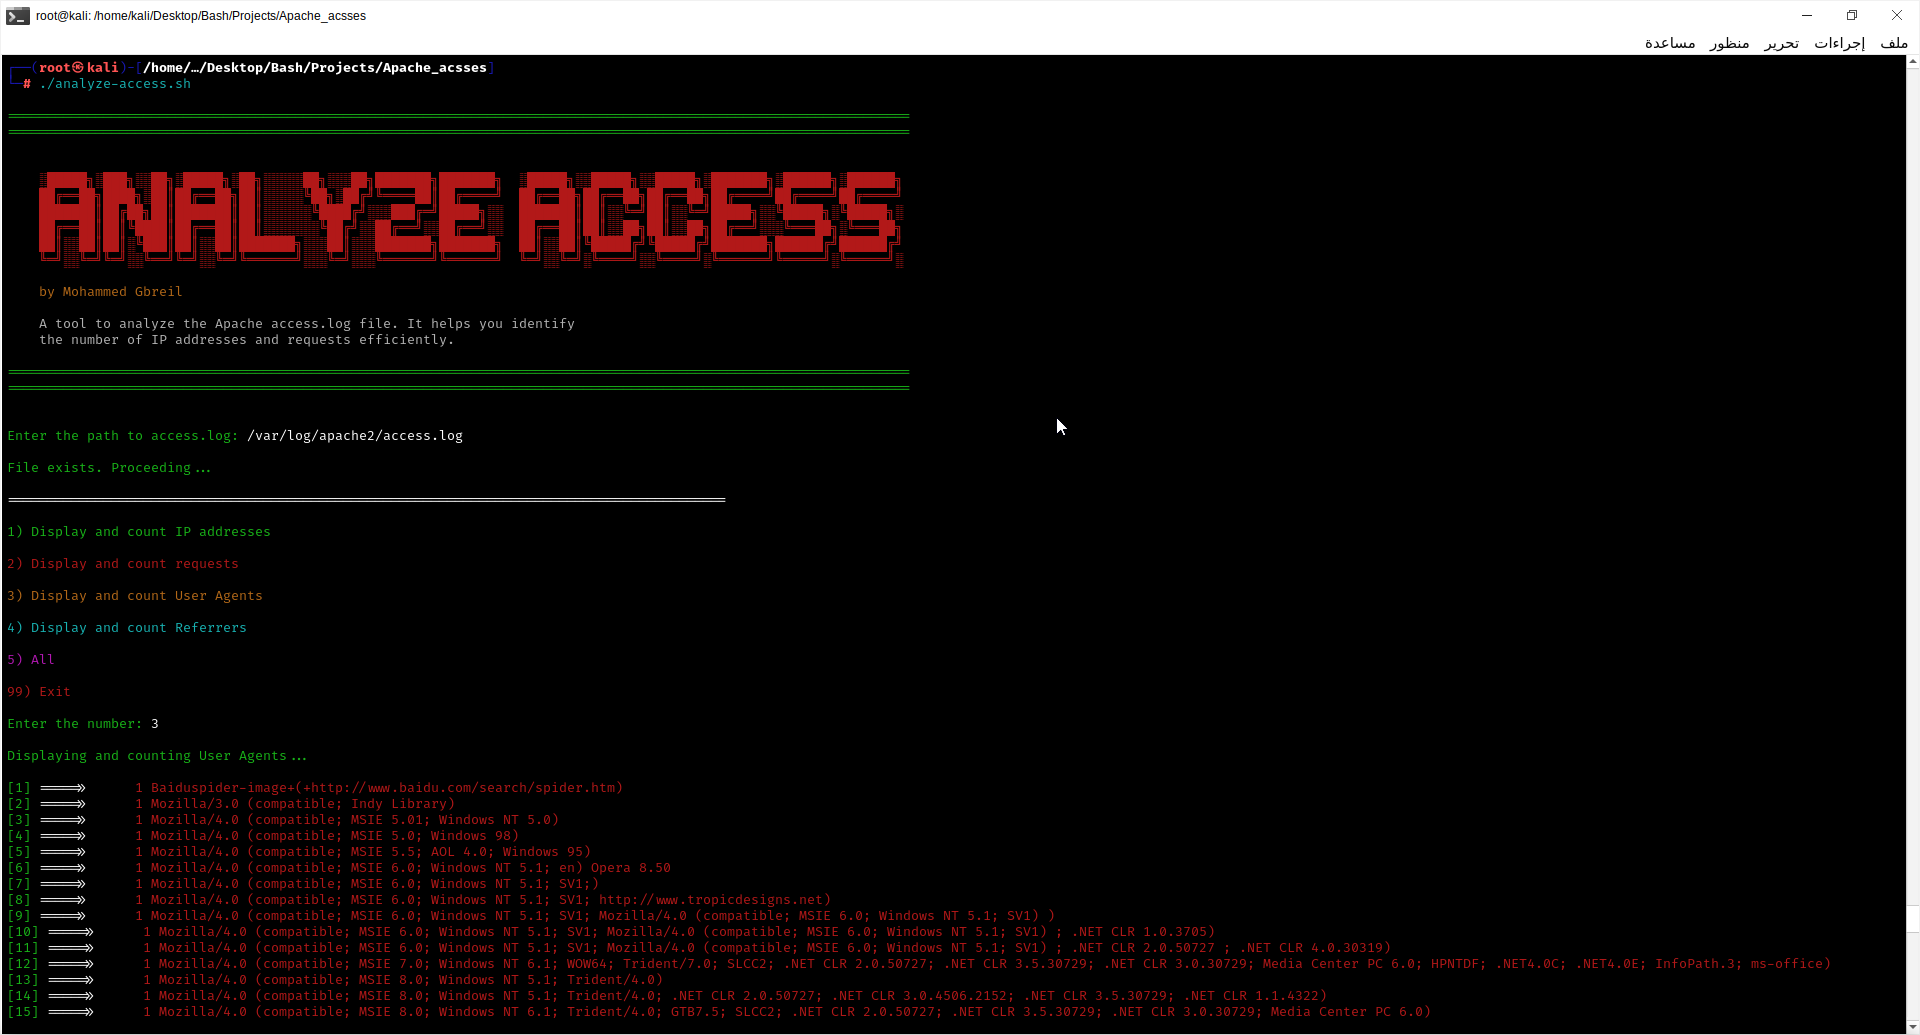 root@kali: /home/kali/Desktop/Bash/Projects/Apache_acsses
ملف إجراءات تحرير منظور مساعدة
┌──(root㉿kali)-[/home/…/Desktop/Bash/Projects/Apache_acsses]
└─# ./analyze-access.sh
ANALYZE ACCESS
by Mohammed Gbreil
A tool to analyze the Apache access.log file. It helps you identify
the number of IP addresses and requests efficiently.
Enter the path to access.log: /var/log/apache2/access.log
File exists. Proceeding...
1) Display and count IP addresses
2) Display and count requests
3) Display and count User Agents
4) Display and count Referrers
5) All
99) Exit
Enter the number: 3
Displaying and counting User Agents...
[1] ====>> 1 Baiduspider-image+(+http://www.baidu.com/search/spider.htm)
[2] ====>> 1 Mozilla/3.0 (compatible; Indy Library)
[3] ====>> 1 Mozilla/4.0 (compatible; MSIE 5.01; Windows NT 5.0)
[4] ====>> 1 Mozilla/4.0 (compatible; MSIE 5.0; Windows 98)
[5] ====>> 1 Mozilla/4.0 (compatible; MSIE 5.5; AOL 4.0; Windows 95)
[6] ====>> 1 Mozilla/4.0 (compatible; MSIE 6.0; Windows NT 5.1; en) Opera 8.50
[7] ====>> 1 Mozilla/4.0 (compatible; MSIE 6.0; Windows NT 5.1; SV1;)
[8] ====>> 1 Mozilla/4.0 (compatible; MSIE 6.0; Windows NT 5.1; SV1; http://www.tropicdesigns.net)
[9] ====>> 1 Mozilla/4.0 (compatible; MSIE 6.0; Windows NT 5.1; SV1; Mozilla/4.0 (compatible; MSIE 6.0; Windows NT 5.1; SV1) )
[10] ====>> 1 Mozilla/4.0 (compatible; MSIE 6.0; Windows NT 5.1; SV1; Mozilla/4.0 (compatible; MSIE 6.0; Windows NT 5.1; SV1) ; .NET CLR 1.0.3705)
[11] ====>> 1 Mozilla/4.0 (compatible; MSIE 6.0; Windows NT 5.1; SV1; Mozilla/4.0 (compatible; MSIE 6.0; Windows NT 5.1; SV1) ; .NET CLR 2.0.50727 ; .NET CLR 4.0.30319)
[12] ====>> 1 Mozilla/4.0 (compatible; MSIE 7.0; Windows NT 6.1; WOW64; Trident/7.0; SLCC2; .NET CLR 2.0.50727; .NET CLR 3.5.30729; .NET CLR 3.0.30729; Media Center PC 6.0; HPNTDF; .NET4.0C; .NET4.0E; InfoPath.3; ms-office)
[13] ====>> 1 Mozilla/4.0 (compatible; MSIE 8.0; Windows NT 5.1; Trident/4.0)
[14] ====>> 1 Mozilla/4.0 (compatible; MSIE 8.0; Windows NT 5.1; Trident/4.0; .NET CLR 2.0.50727; .NET CLR 3.0.4506.2152; .NET CLR 3.5.30729; .NET CLR 1.1.4322)
[15] ====>> 1 Mozilla/4.0 (compatible; MSIE 8.0; Windows NT 6.1; Trident/4.0; GTB7.5; SLCC2; .NET CLR 2.0.50727; .NET CLR 3.5.30729; .NET CLR 3.0.30729; Media Center PC 6.0)